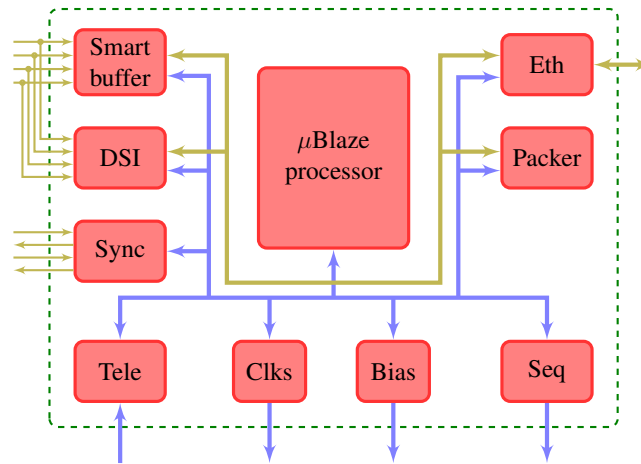 Smart
buffer
Eth
μBlaze
processor
DSI
Packer
Sync
Tele
Clks
Bias
Seq